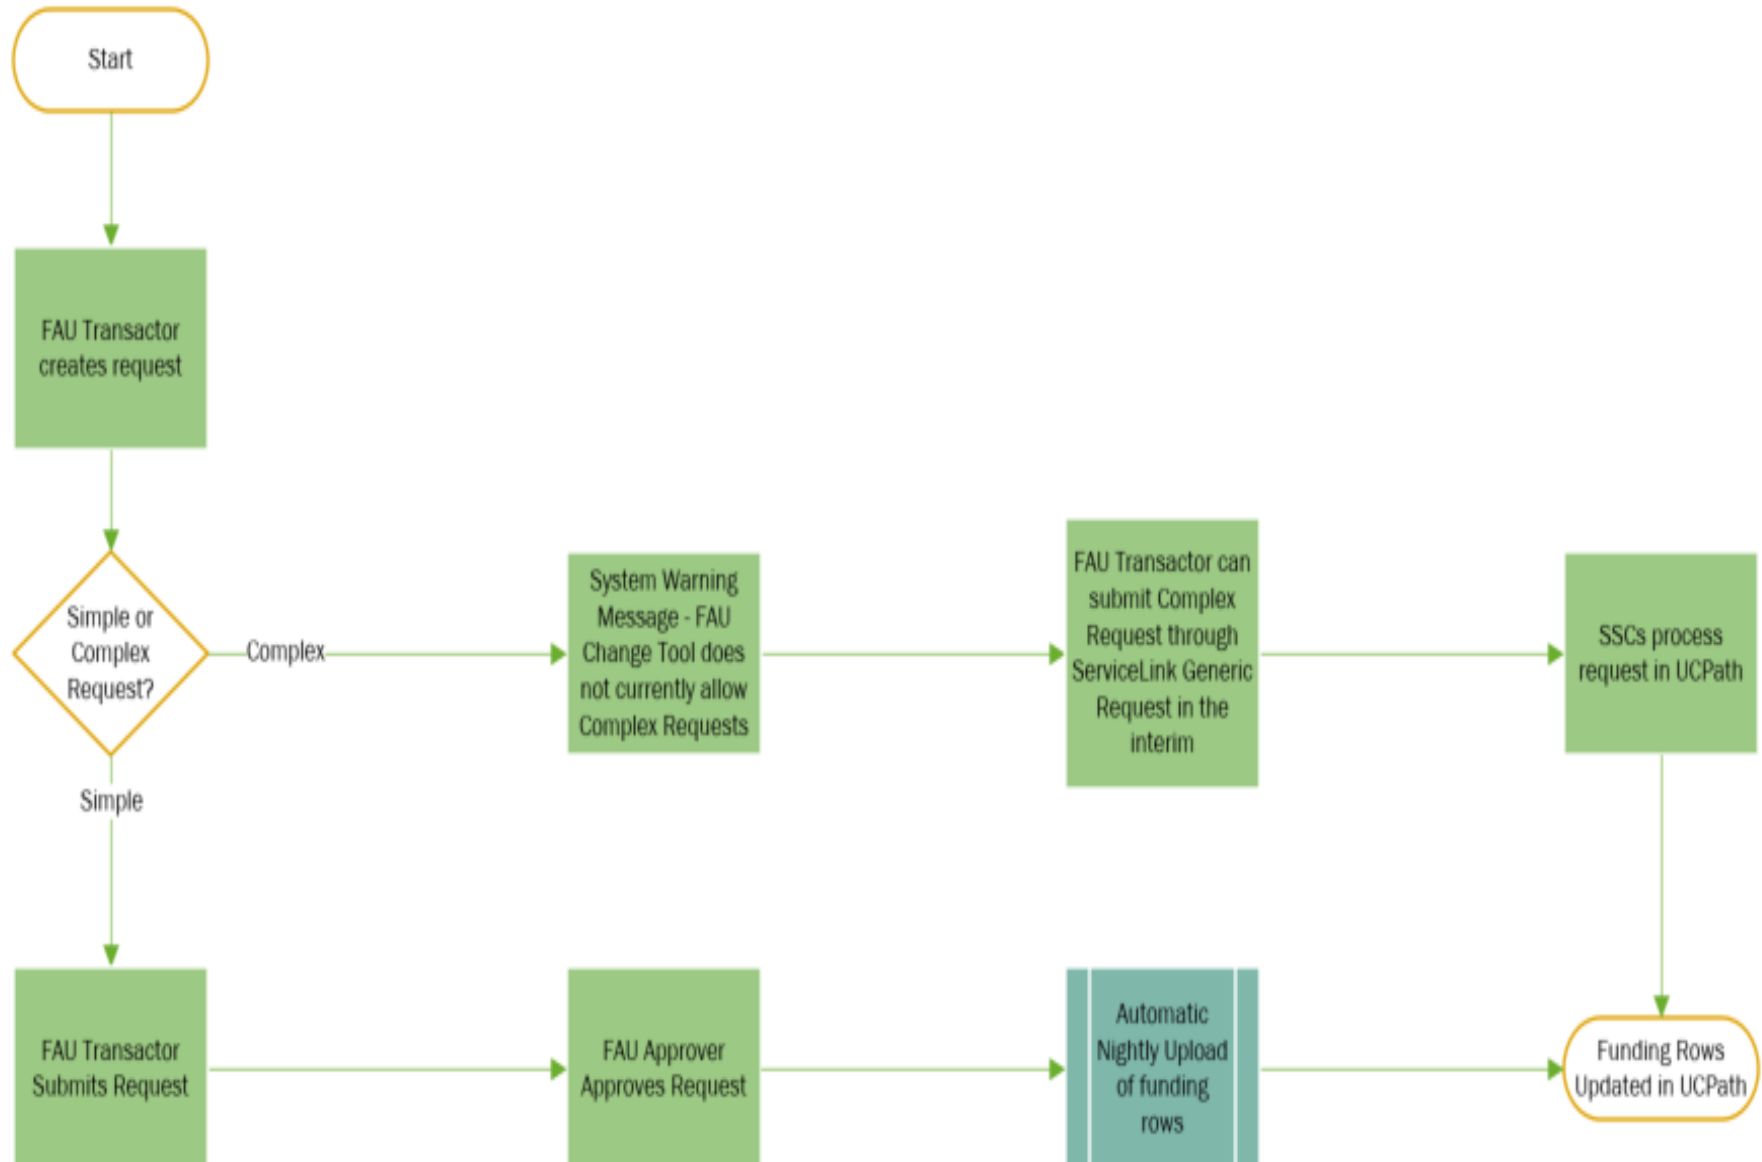 Start
FAU Transactor
creates request
Simple or
Complex
Request?
Complex
System Warning
Message - FAU
Change Tool does
not currently allow
Complex Requests
FAU Transactor can
submit Complex
Request through
ServiceLink Generic
Request in the
interim
SSCs process
request in UCPath
Simple
FAU Transactor
Submits Request
FAU Approver
Approves Request
Automatic
Nightly Upload
of funding
rows
Funding Rows
Updated in UCPath